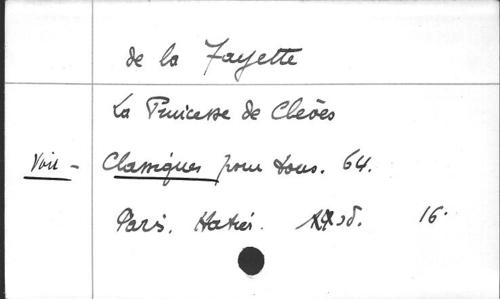 de la Fayette
La Princesse de Clèves
Voir - Classiques pour tous. 64.
Paris. Hatier. 16.